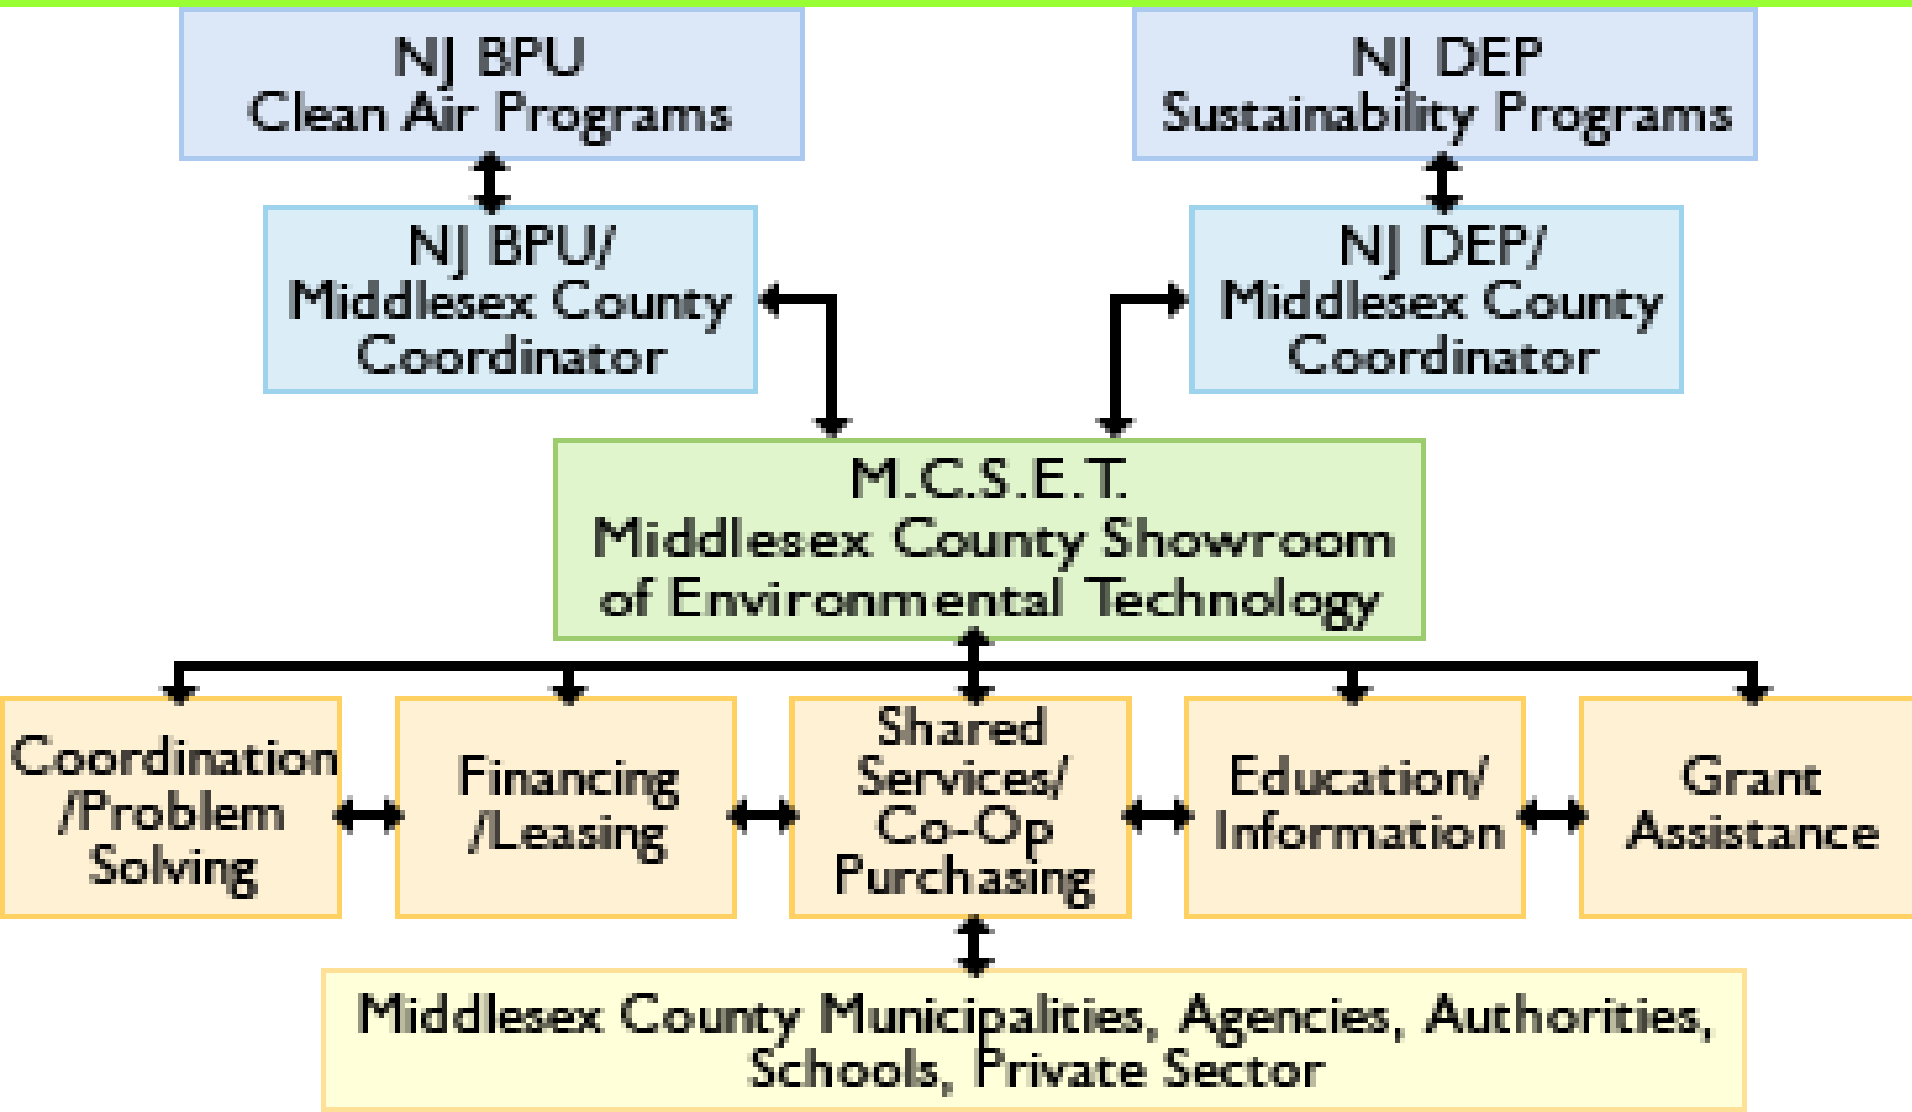 NJ BPU
Clean Air Programs
NJ DEP
Sustainability Programs
NJ BPU/
Middlesex County
Coordinator
NJ DEP/
Middlesex County
Coordinator
M.C.S.E.T.
Middlesex County Showroom
of Environmental Technology
Coordination
/Problem
Solving
Financing
/Leasing
Shared
Services/
Co-Op
Purchasing
Education/
Information
Grant
Assistance
Middlesex County Municipalities, Agencies, Authorities,
Schools, Private Sector